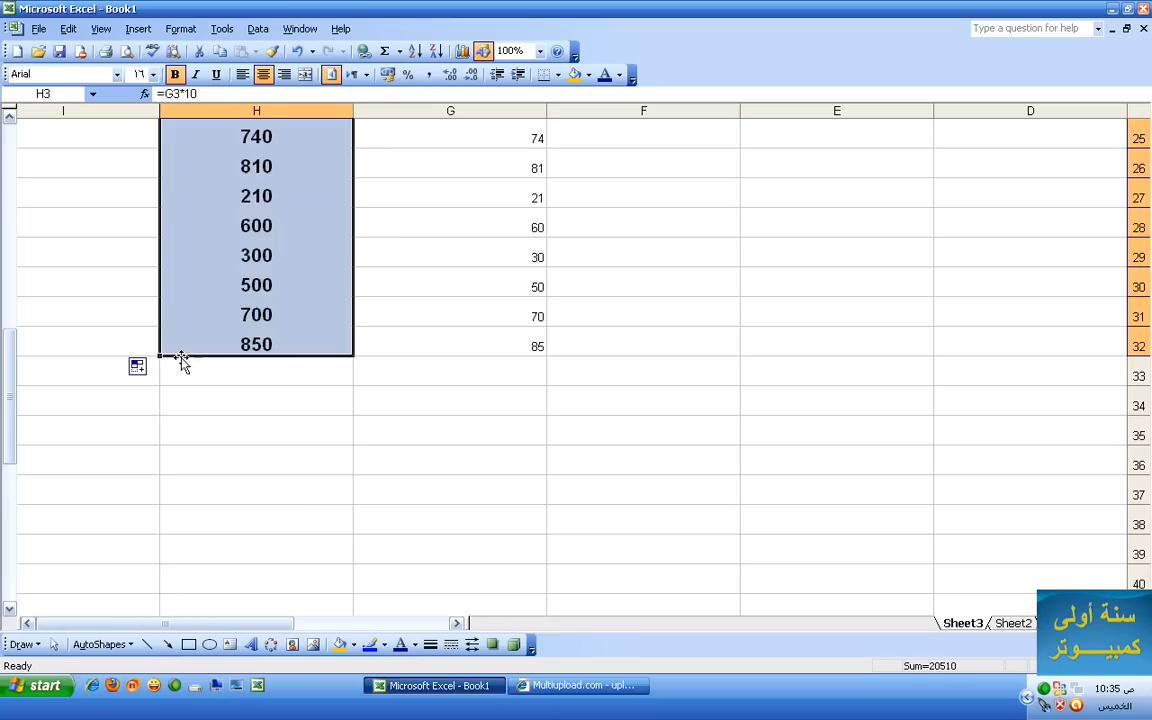 Microsoft Excel - Book1
File Edit View Insert Format Tools Data Window Help
Type a question for help
100%
Arial ١٦ B I U
H3 fx =G3*10
I H G F E D
740 74 25
810 81 26
210 21 27
600 60 28
300 30 29
500 50 30
700 70 31
850 85 32
33
34
35
36
37
38
39
40
Sheet3 Sheet2
سنة أولى
كمبيـــوتر
Draw AutoShapes
Ready Sum=20510
start Microsoft Excel - Book1 Multiupload.com - upl... 10:35 ص
الخميس